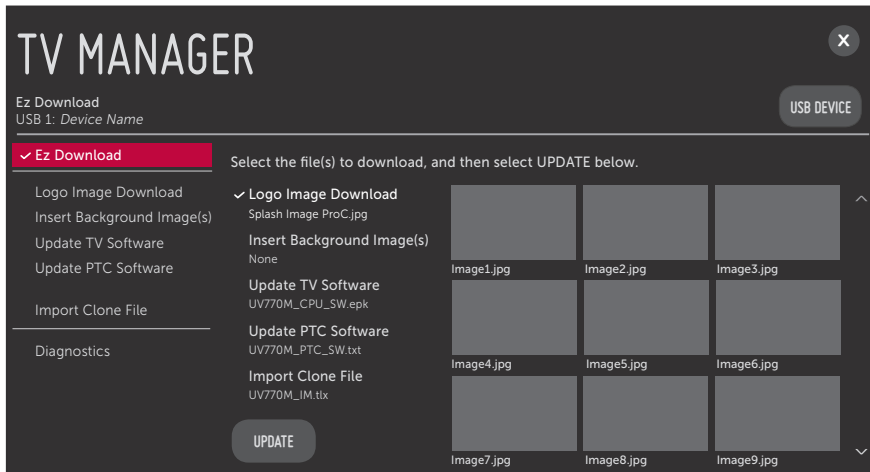 TV MANAGER
X
Ez Download
USB 1: Device Name
USB DEVICE
Ez Download
Logo Image Download
Insert Background Image(s)
Update TV Software
Update PTC Software
Import Clone File
Diagnostics
Select the file(s) to download, and then select UPDATE below.
Logo Image Download
Splash Image ProC.jpg
Insert Background Image(s)
None
Update TV Software
UV770M_CPU_SW.epk
Update PTC Software
UV770M_PTC_SW.txt
Import Clone File
UV770M_IM.tlx
UPDATE
Image1.jpg Image2.jpg Image3.jpg
Image4.jpg Image5.jpg Image6.jpg
Image7.jpg Image8.jpg Image9.jpg